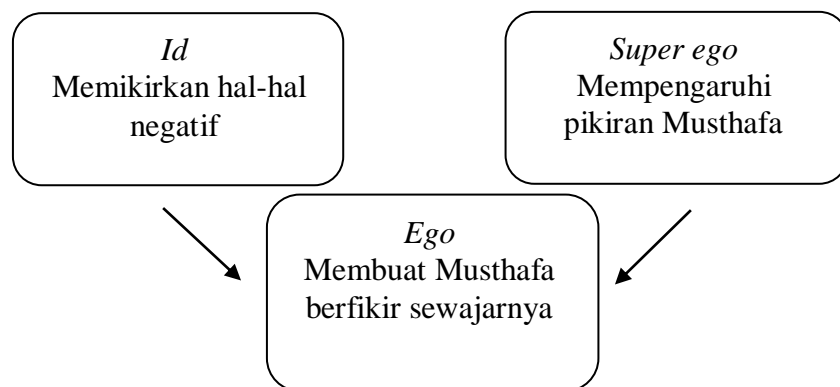 Id
Memikirkan hal-hal
negatif
Super ego
Mempengaruhi
pikiran Musthafa
Ego
Membuat Musthafa
berfikir sewajarnya